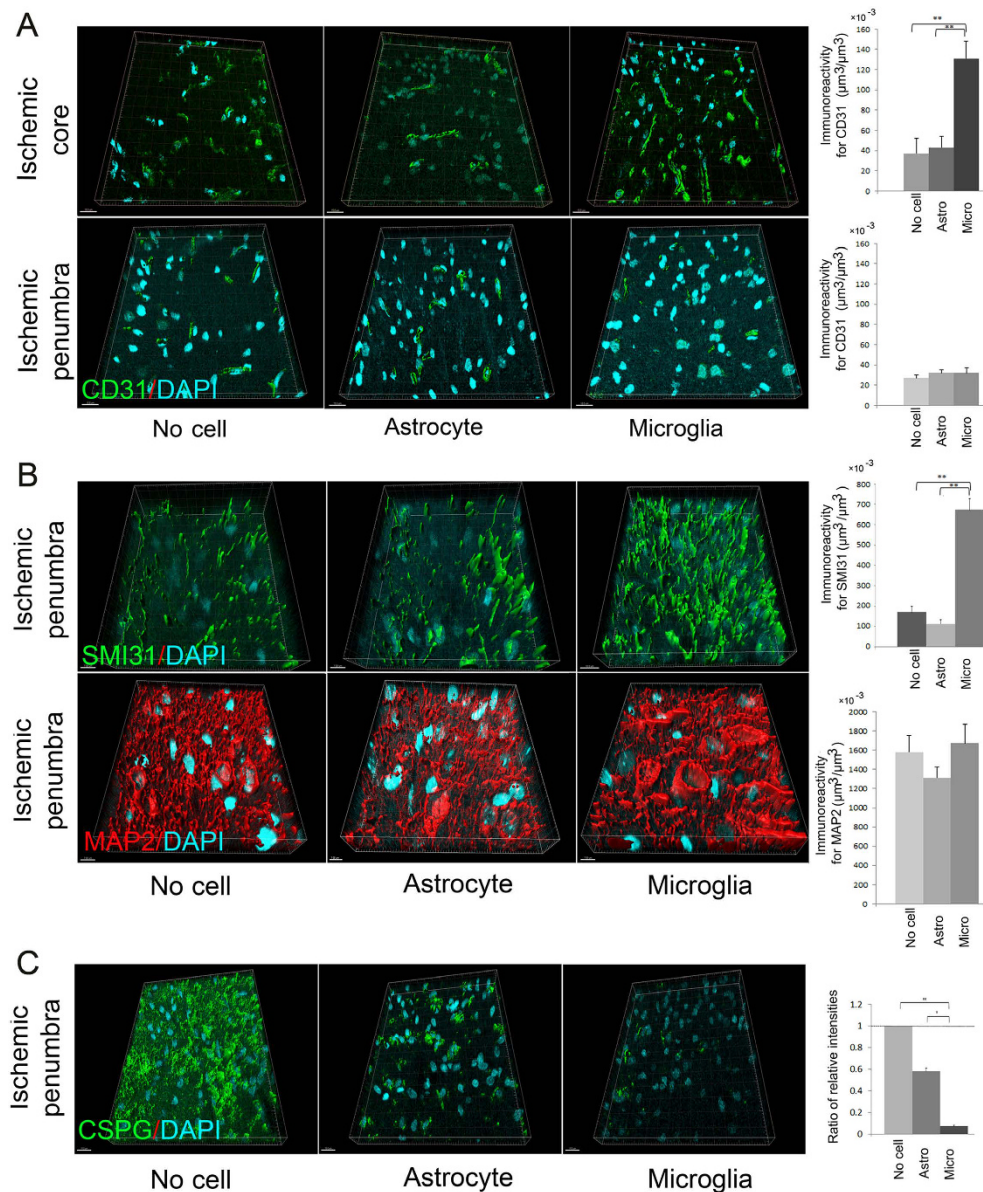 A
Ischemic
core
×10 -3
Immunoreactivity
for CD31 (µm3/µm3)
160
140
120
100
80
60
40
20
0
**
**
No cell
Astro
Micro
Ischemic
penumbra
CD31/DAPI
×10 -3
Immunoreactivity
for CD31 (µm3/µm3)
160
140
120
100
80
60
40
20
0
No cell
Astro
Micro
No cell
Astrocyte
Microglia
B
Ischemic
penumbra
SMI31/DAPI
×10 -3
Immunoreactivity
for SMI31 (µm3/µm3)
800
700
600
500
400
300
200
100
0
**
**
No cell
Astro
Micro
Ischemic
penumbra
MAP2/DAPI
×10 -3
Immunoreactivity
for MAP2 (µm3/µm3)
2000
1800
1600
1400
1200
1000
800
600
400
200
0
No cell
Astro
Micro
No cell
Astrocyte
Microglia
C
Ischemic
penumbra
CSPG/DAPI
Ratio of relative intensities
1.2
1
0.8
0.6
0.4
0.2
0
No cell
Astro
Micro
No cell
Astrocyte
Microglia